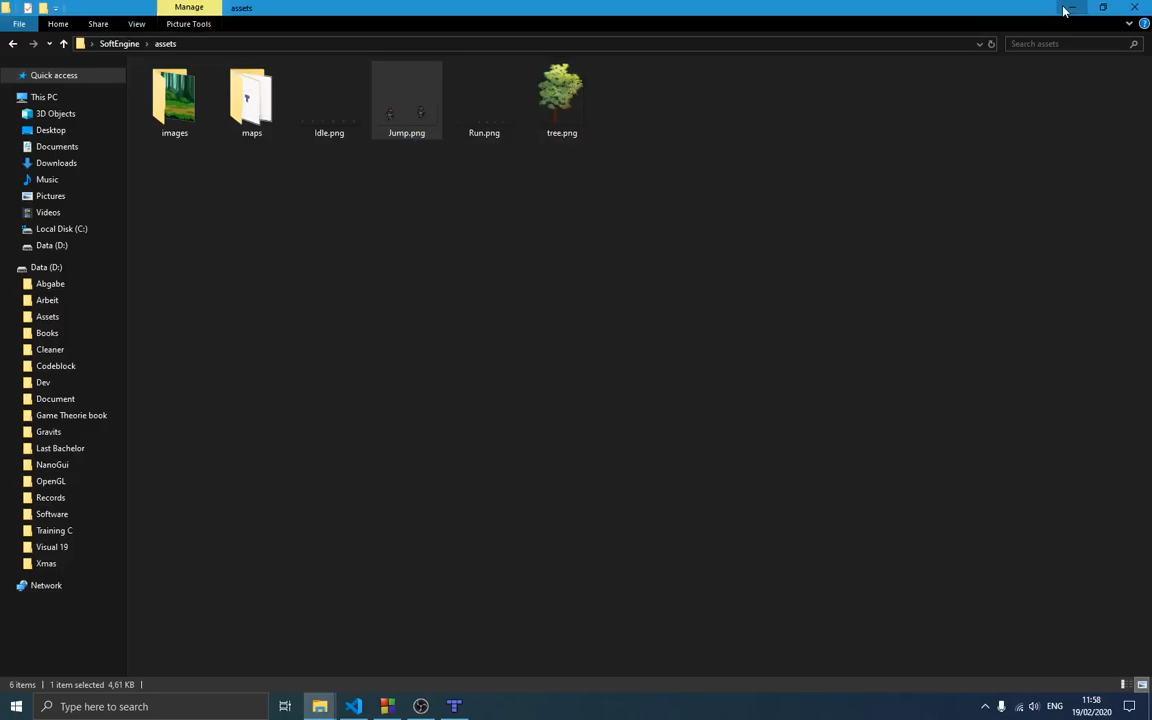 Manage
assets
File
Home
Share
View
Picture Tools
SoftEngine
assets
Search assets
Quick access
This PC
3D Objects
Desktop
Documents
Downloads
Music
Pictures
Videos
Local Disk (C:)
Data (D:)
Data (D:)
Abgabe
Arbeit
Assets
Books
Cleaner
Codeblock
Dev
Document
Game Theorie book
Gravits
Last Bachelor
NanoGui
OpenGL
Records
Software
Training C
Visual 19
Xmas
Network
images
maps
Idle.png
Jump.png
Run.png
tree.png
6 items
1 item selected 4,61 KB
Type here to search
ENG
11:58
19/02/2020